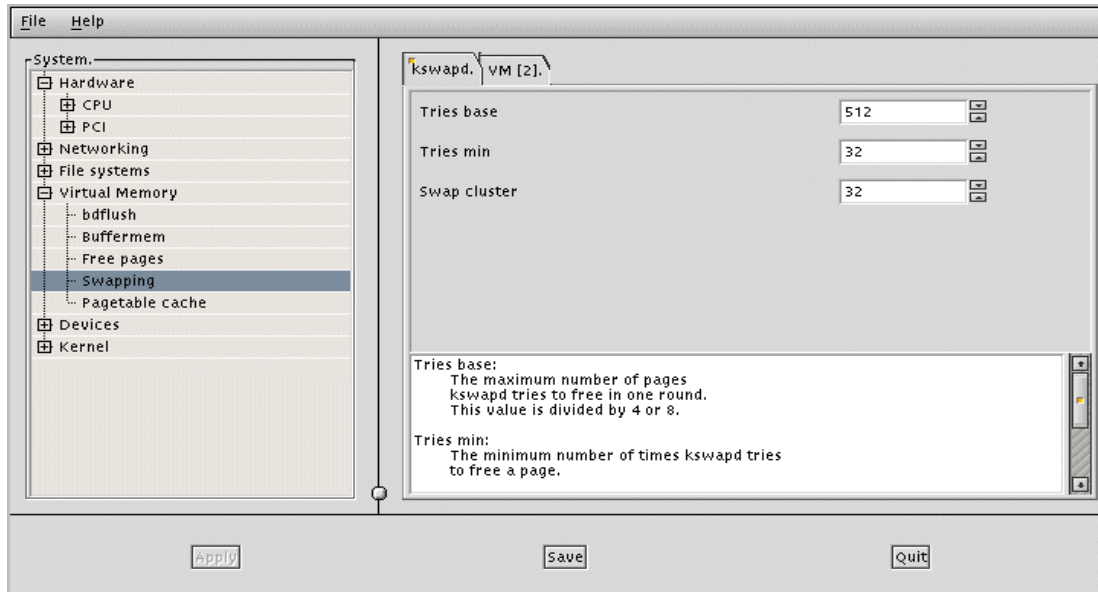 File Help
System.
Hardware
CPU
PCI
Networking
File systems
Virtual Memory
bdflush
Buffermem
Free pages
Swapping
Pagetable cache
Devices
Kernel
kswapd. VM [2].
Tries base 512
Tries min 32
Swap cluster 32
Tries base:
The maximum number of pages
kswapd tries to free in one round.
This value is divided by 4 or 8.
Tries min:
The minimum number of times kswapd tries
to free a page.
Apply Save Quit